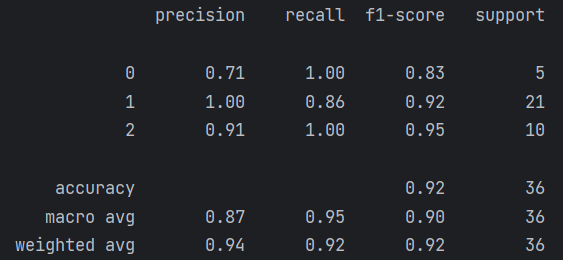 precision recall f1-score support
0 0.71 1.00 0.83 5
1 1.00 0.86 0.92 21
2 0.91 1.00 0.95 10
accuracy 0.92 36
macro avg 0.87 0.95 0.90 36
weighted avg 0.94 0.92 0.92 36